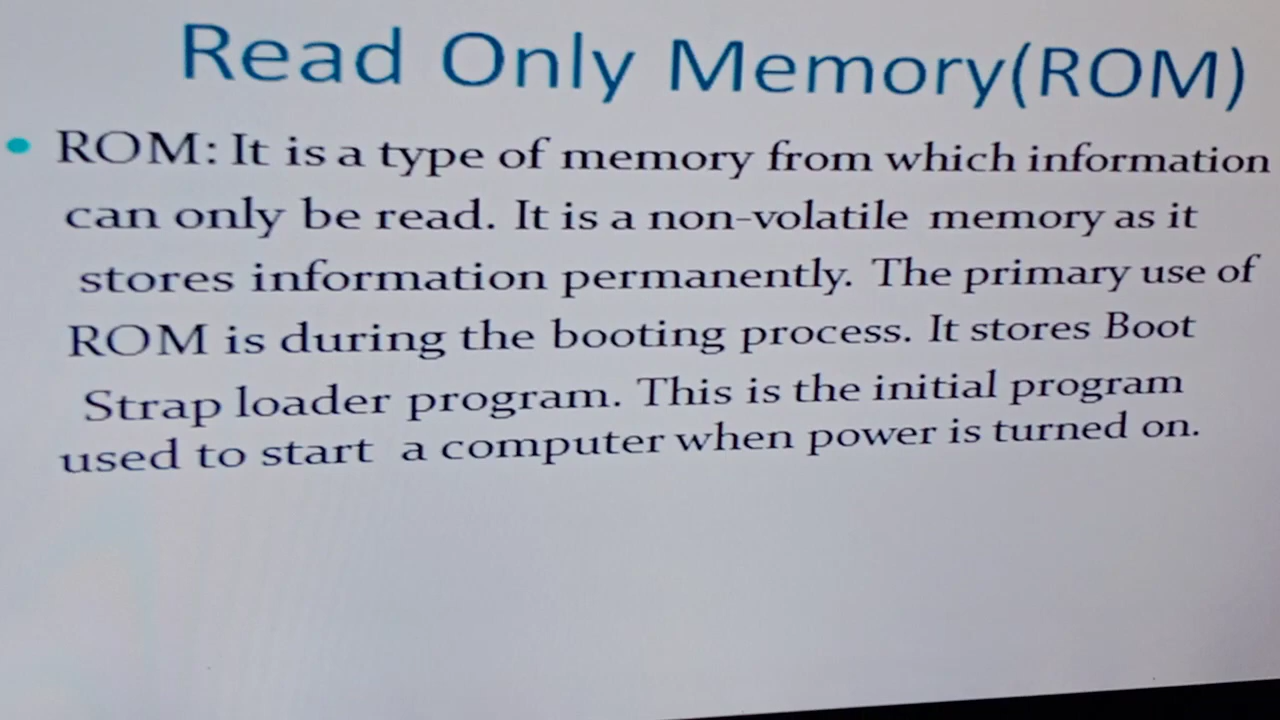 Read Only Memory(ROM)
• ROM: It is a type of memory from which information
can only be read. It is a non-volatile memory as it
stores information permanently. The primary use of
ROM is during the booting process. It stores Boot
Strap loader program. This is the initial program
used to start a computer when power is turned on.